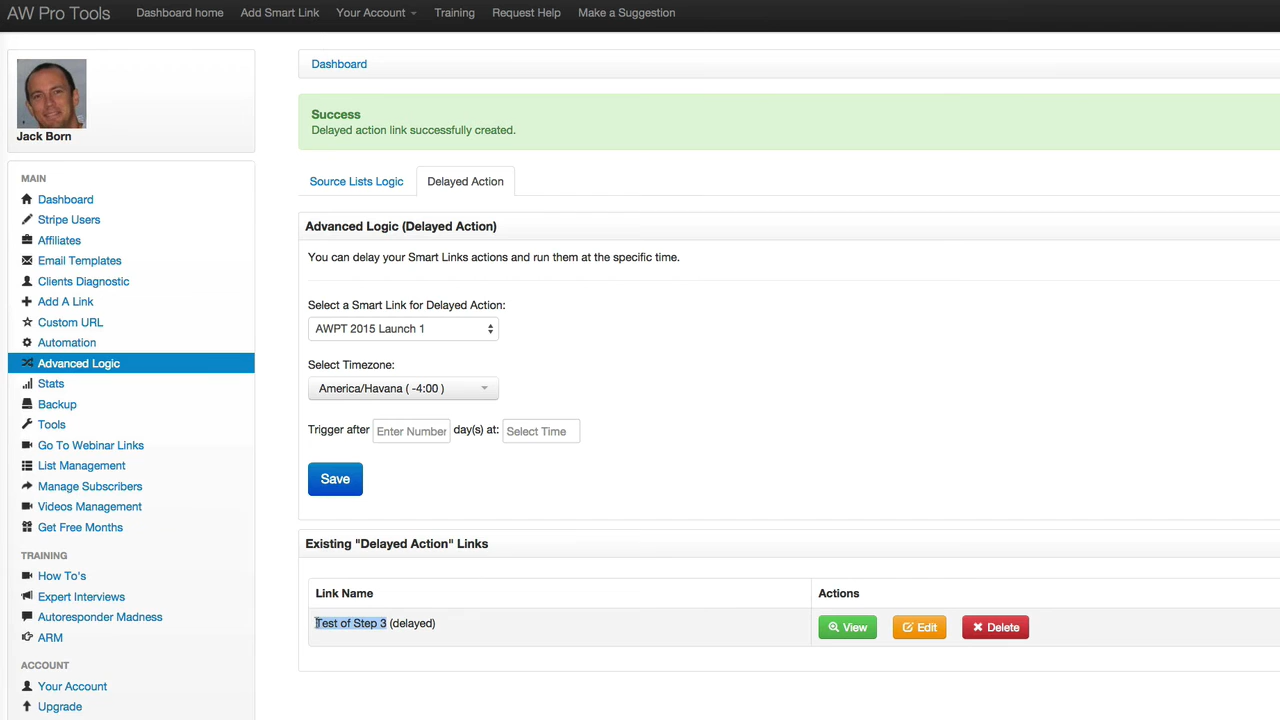 AW Pro Tools
Dashboard home
Add Smart Link
Your Account
Training
Request Help
Make a Suggestion
Jack Born
MAIN
Dashboard
Stripe Users
Affiliates
Email Templates
Clients Diagnostic
Add A Link
Custom URL
Automation
Advanced Logic
Stats
Backup
Tools
Go To Webinar Links
List Management
Manage Subscribers
Videos Management
Get Free Months
TRAINING
How To's
Expert Interviews
Autoresponder Madness
ARM
ACCOUNT
Your Account
Upgrade
Dashboard
Success
Delayed action link successfully created.
Source Lists Logic
Delayed Action
Advanced Logic (Delayed Action)
You can delay your Smart Links actions and run them at the specific time.
Select a Smart Link for Delayed Action:
AWPT 2015 Launch 1
Select Timezone:
America/Havana ( -4:00 )
Trigger after Enter Number day(s) at: Select Time
Save
Existing "Delayed Action" Links
Link Name
Actions
Test of Step 3 (delayed)
View
Edit
Delete